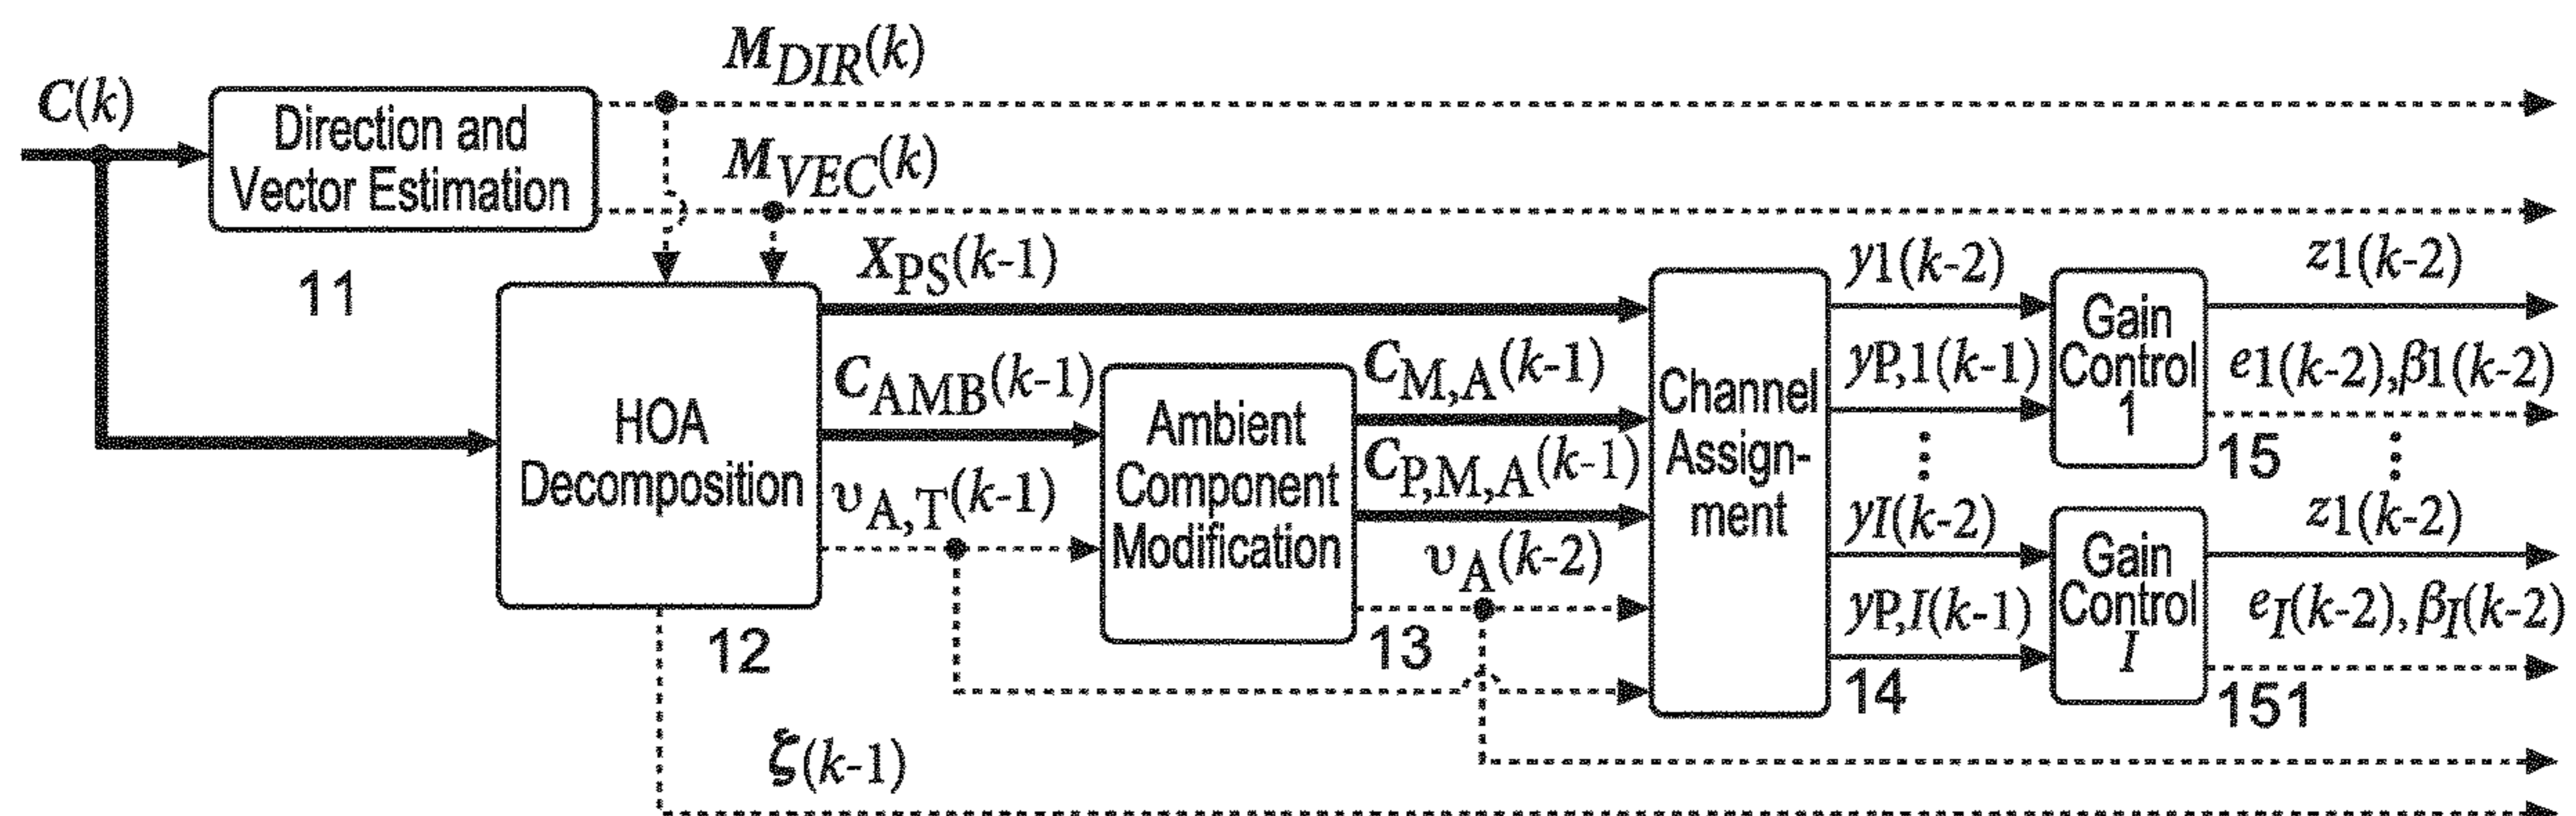 M_DIR(k)
C(k)
Direction and
Vector Estimation
M_VEC(k)
11
X_PS(k-1)
y1(k-2)
z1(k-2)
HOA
Decomposition
C_AMB(k-1)
Ambient
Component
Modification
C_M,A(k-1)
Channel
Assign-
ment
yP,1(k-1)
Gain
Control
1
e1(k-2),β1(k-2)
15
υ_A,T(k-1)
C_P,M,A(k-1)
υ_A(k-2)
yI(k-2)
z1(k-2)
Gain
Control
I
yP,I(k-1)
e_I(k-2), β_I(k-2)
12
13
14
151
ζ(k-1)